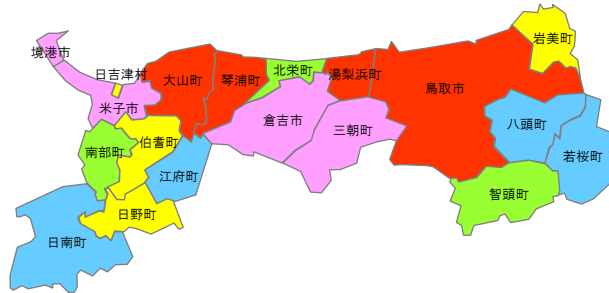 岩美町
境港市
日吉津村
大山町
琴浦町
北栄町
湯梨浜町
鳥取市
米子市
倉吉市
三朝町
八頭町
南部町
伯耆町
江府町
若桜町
智頭町
日野町
日南町